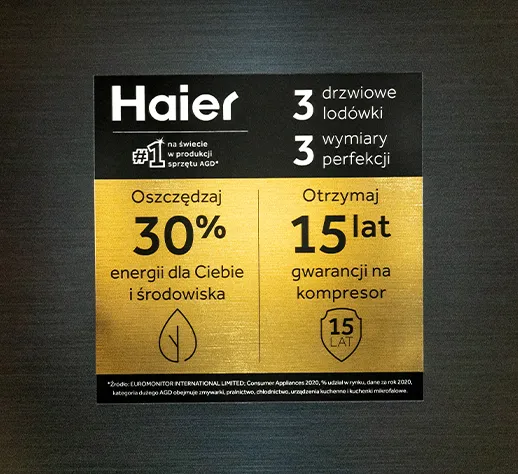 Haier
#1
na świecie
w produkcji
sprzętu AGD*
3 drzwiowe
lodówki
3 wymiary
perfekcji
Oszczędzaj
30%
energii dla Ciebie
i środowiska
Otrzymaj
15 lat
gwarancji na
kompresor
15
LAT
*Źródło: EUROMONITOR INTERNATIONAL LIMITED; Consumer Appliances 2020, % udział w rynku, dane za rok 2020,
kategoria dużego AGD obejmuje zmywarki, pralnictwo, chłodnictwo, urządzenia kuchenne i kuchenki mikrofalowe.